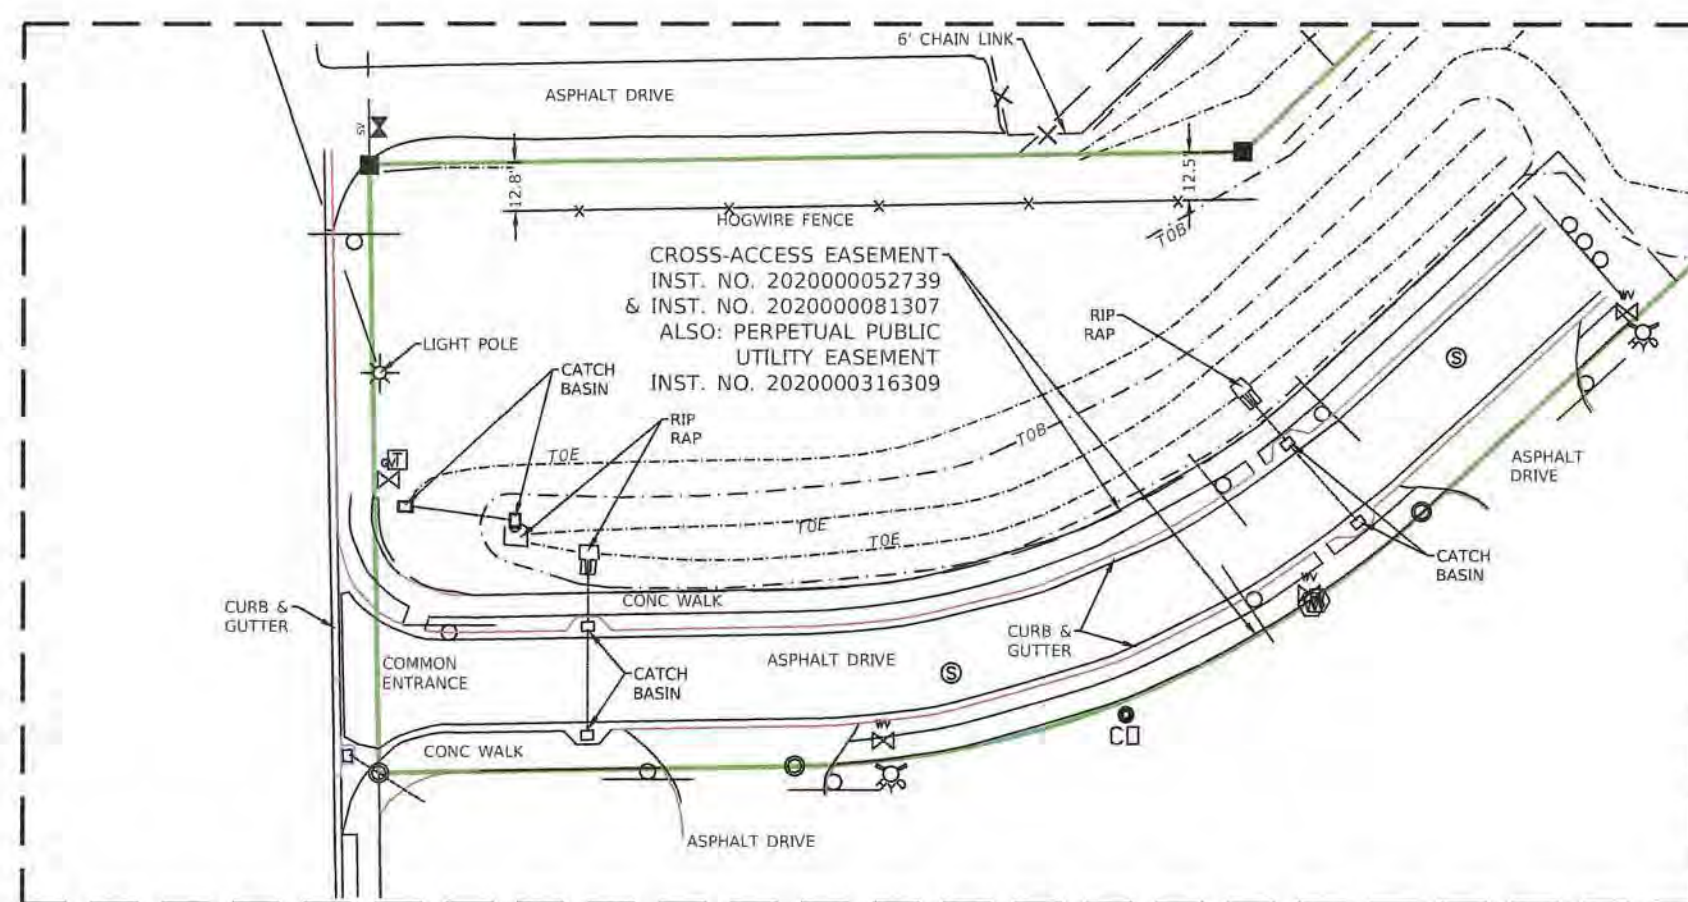 6' CHAIN LINK
ASPHALT DRIVE
SV
12.8'
12.5'
HOGWIRE FENCE
TOB
CROSS-ACCESS EASEMENT
INST. NO. 2020000052739
& INST. NO. 2020000081307
ALSO: PERPETUAL PUBLIC
UTILITY EASEMENT
INST. NO. 2020000316309
RIP
RAP
WV
LIGHT POLE
S
CATCH
BASIN
RIP
RAP
TOB
TOE
T
ASPHALT
DRIVE
TOE
TOE
CATCH
BASIN
WV
W
CONC WALK
CURB &
GUTTER
CURB &
GUTTER
COMMON
ENTRANCE
ASPHALT DRIVE
S
CATCH
BASIN
WV
CONC WALK
ASPHALT DRIVE